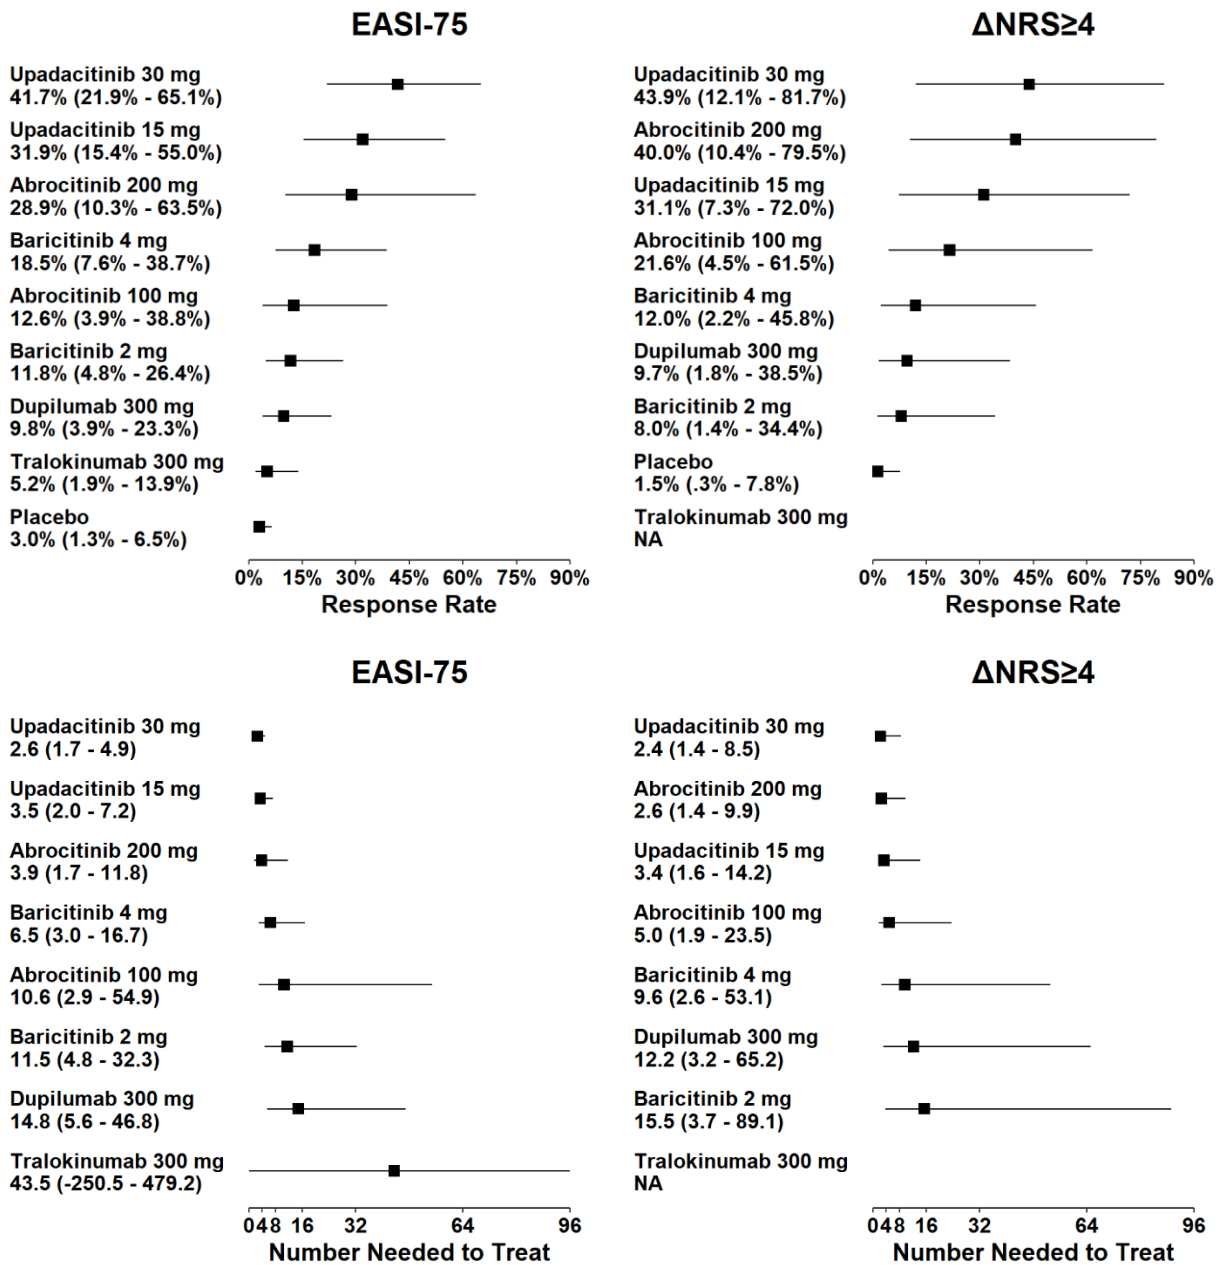 EASI-75
Upadacitinib 30 mg
41.7% (21.9% - 65.1%)
Upadacitinib 15 mg
31.9% (15.4% - 55.0%)
Abrocitinib 200 mg
28.9% (10.3% - 63.5%)
Baricitinib 4 mg
18.5% (7.6% - 38.7%)
Abrocitinib 100 mg
12.6% (3.9% - 38.8%)
Baricitinib 2 mg
11.8% (4.8% - 26.4%)
Dupilumab 300 mg
9.8% (3.9% - 23.3%)
Tralokinumab 300 mg
5.2% (1.9% - 13.9%)
Placebo
3.0% (1.3% - 6.5%)
0% 15% 30% 45% 60% 75% 90%
Response Rate
ΔNRS≥4
Upadacitinib 30 mg
43.9% (12.1% - 81.7%)
Abrocitinib 200 mg
40.0% (10.4% - 79.5%)
Upadacitinib 15 mg
31.1% (7.3% - 72.0%)
Abrocitinib 100 mg
21.6% (4.5% - 61.5%)
Baricitinib 4 mg
12.0% (2.2% - 45.8%)
Dupilumab 300 mg
9.7% (1.8% - 38.5%)
Baricitinib 2 mg
8.0% (1.4% - 34.4%)
Placebo
1.5% (.3% - 7.8%)
Tralokinumab 300 mg
NA
0% 15% 30% 45% 60% 75% 90%
Response Rate
EASI-75
Upadacitinib 30 mg
2.6 (1.7 - 4.9)
Upadacitinib 15 mg
3.5 (2.0 - 7.2)
Abrocitinib 200 mg
3.9 (1.7 - 11.8)
Baricitinib 4 mg
6.5 (3.0 - 16.7)
Abrocitinib 100 mg
10.6 (2.9 - 54.9)
Baricitinib 2 mg
11.5 (4.8 - 32.3)
Dupilumab 300 mg
14.8 (5.6 - 46.8)
Tralokinumab 300 mg
43.5 (-250.5 - 479.2)
0 4 8 16 32 64 96
Number Needed to Treat
ΔNRS≥4
Upadacitinib 30 mg
2.4 (1.4 - 8.5)
Abrocitinib 200 mg
2.6 (1.4 - 9.9)
Upadacitinib 15 mg
3.4 (1.6 - 14.2)
Abrocitinib 100 mg
5.0 (1.9 - 23.5)
Baricitinib 4 mg
9.6 (2.6 - 53.1)
Dupilumab 300 mg
12.2 (3.2 - 65.2)
Baricitinib 2 mg
15.5 (3.7 - 89.1)
Tralokinumab 300 mg
NA
0 4 8 16 32 64 96
Number Needed to Treat